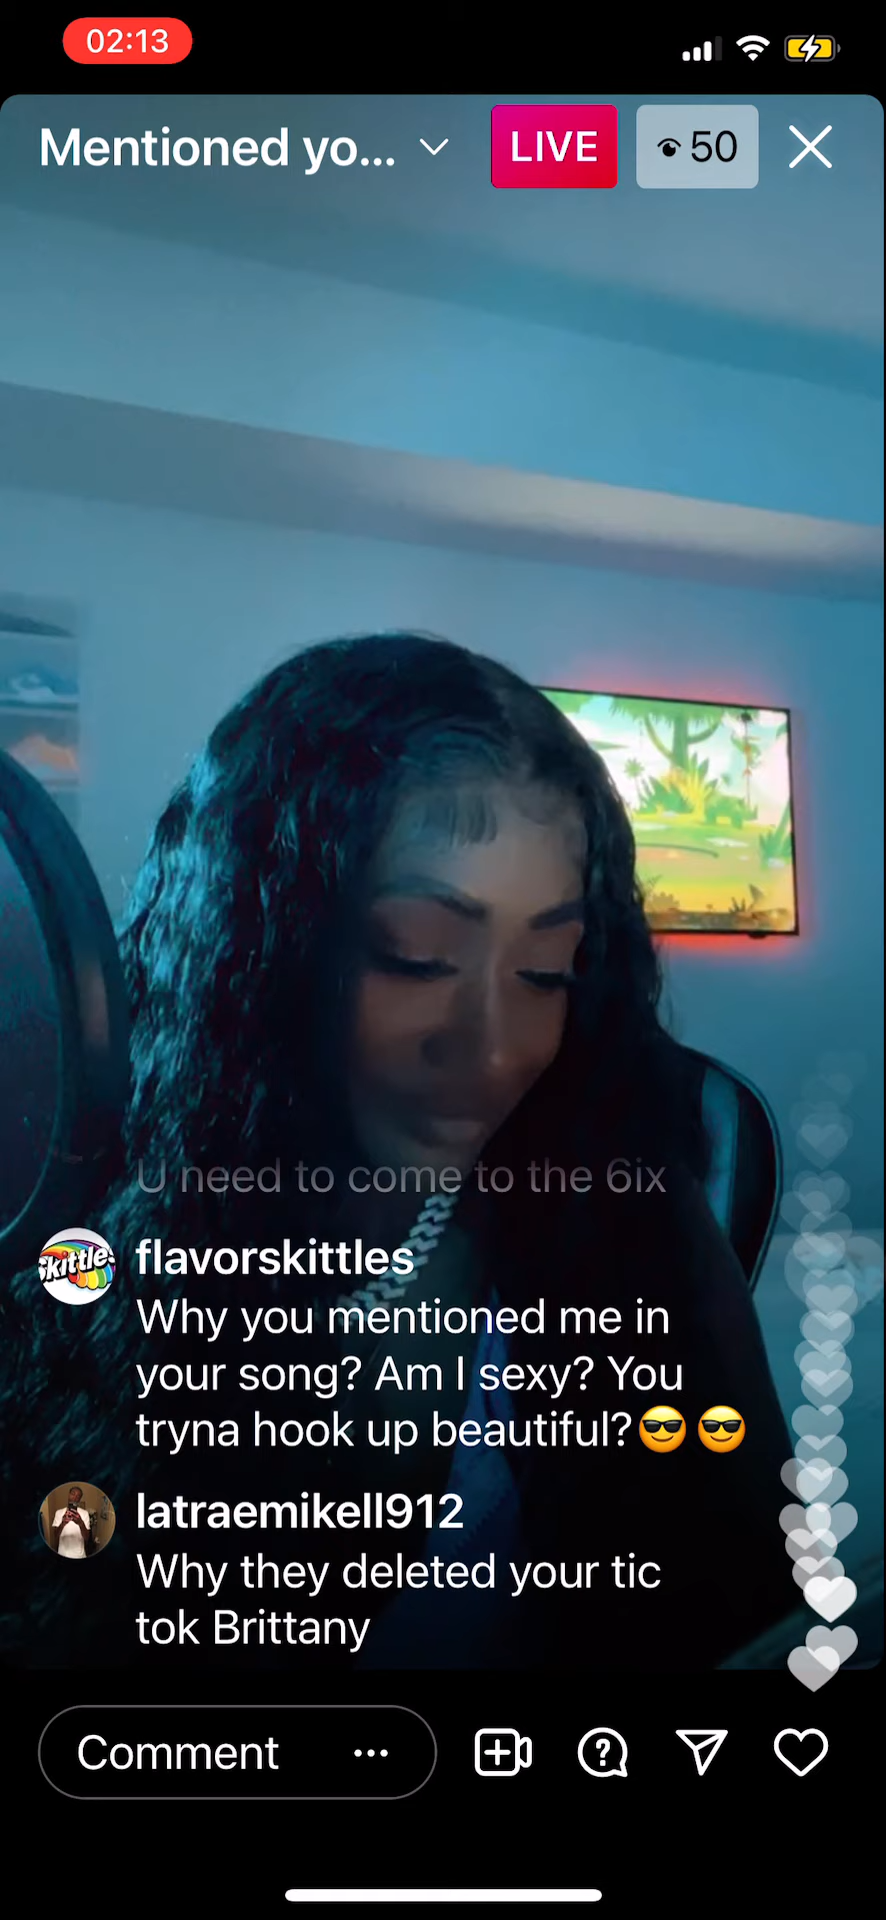 02:13
Mentioned yo...
LIVE
50
U need to come to the 6ix
flavorskittles
skittles
Why you mentioned me in
your song? Am I sexy? You
tryna hook up beautiful?😎😎
latraemikell912
Why they deleted your tic
tok Brittany
Comment